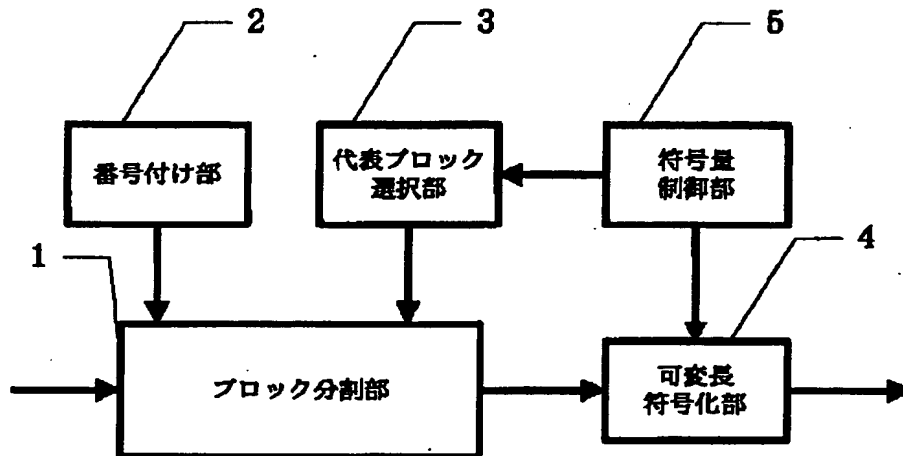 2
3
5
番号付け部
代表ブロック
選択部
符号量
制御部
1
4
ブロック分割部
可変長
符号化部